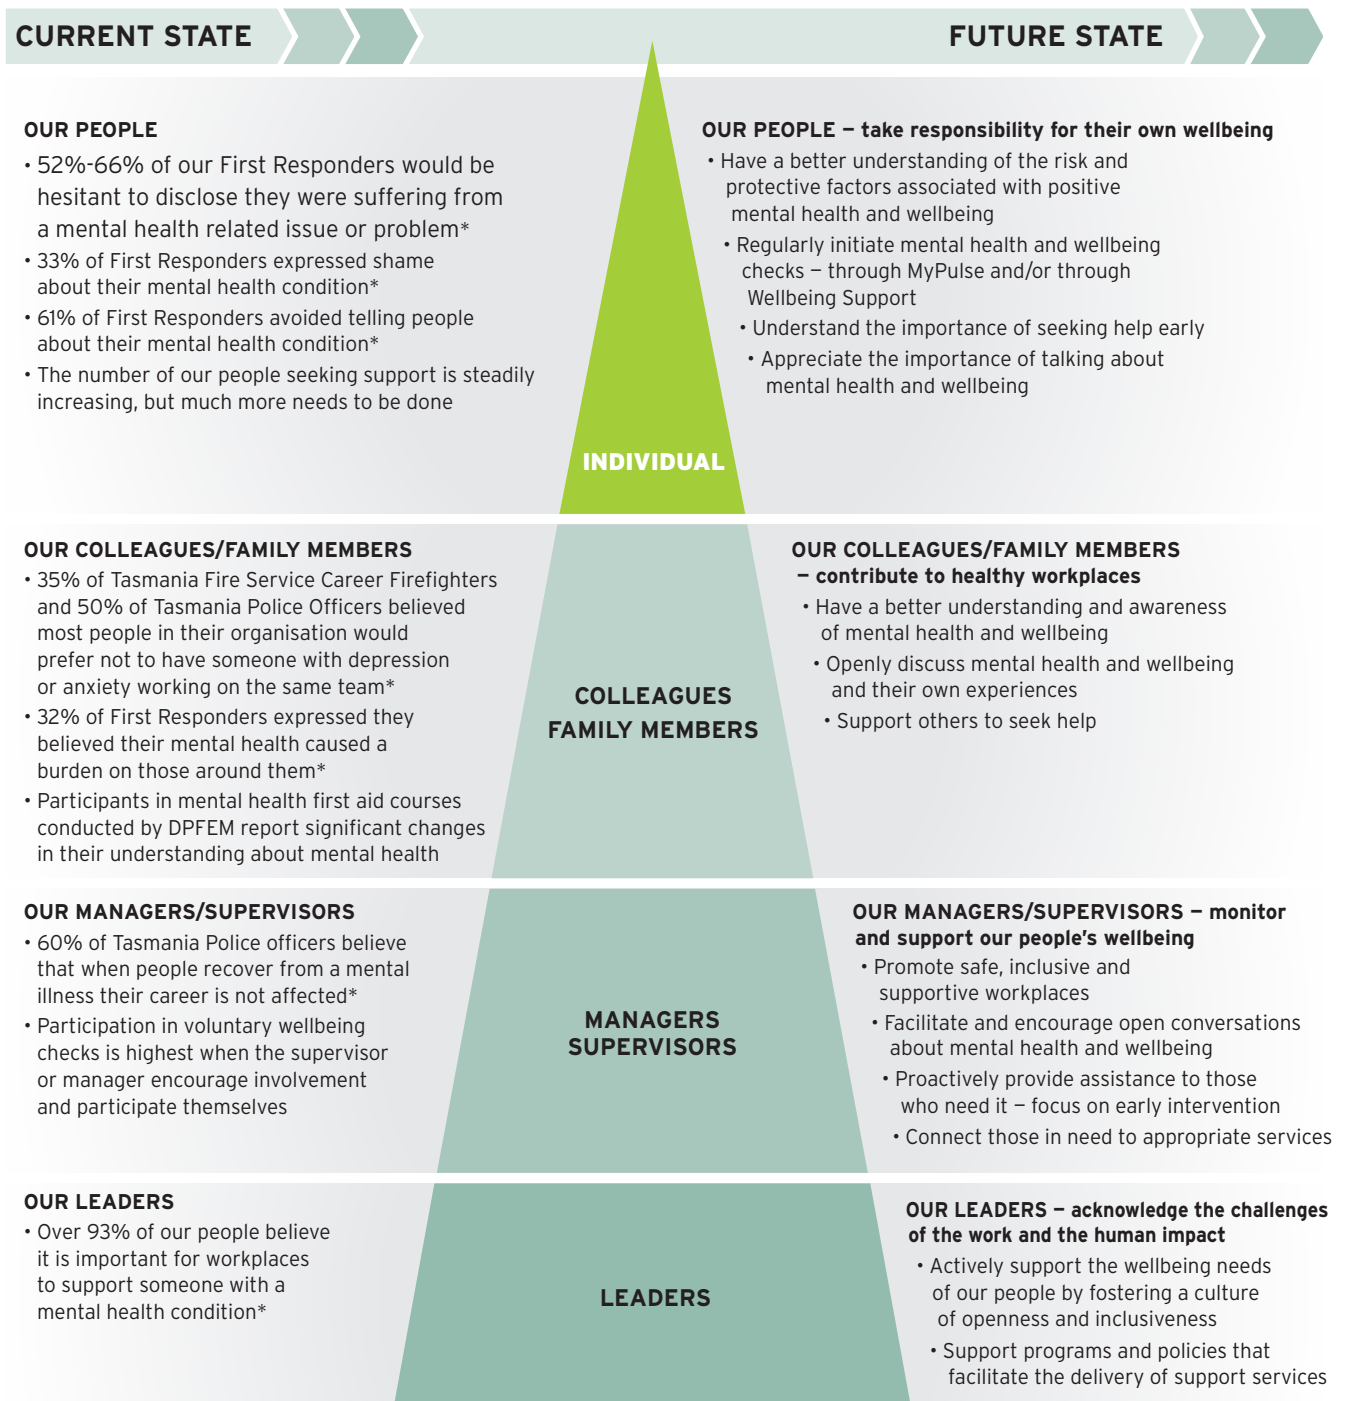 CURRENT STATE
FUTURE STATE
OUR PEOPLE
• 52%-66% of our First Responders would be
hesitant to disclose they were suffering from
a mental health related issue or problem*
• 33% of First Responders expressed shame
about their mental health condition*
• 61% of First Responders avoided telling people
about their mental health condition*
• The number of our people seeking support is steadily
increasing, but much more needs to be done
INDIVIDUAL
OUR PEOPLE – take responsibility for their own wellbeing
• Have a better understanding of the risk and
protective factors associated with positive
mental health and wellbeing
• Regularly initiate mental health and wellbeing
checks – through MyPulse and/or through
Wellbeing Support
• Understand the importance of seeking help early
• Appreciate the importance of talking about
mental health and wellbeing
OUR COLLEAGUES/FAMILY MEMBERS
• 35% of Tasmania Fire Service Career Firefighters
and 50% of Tasmania Police Officers believed
most people in their organisation would
prefer not to have someone with depression
or anxiety working on the same team*
• 32% of First Responders expressed they
believed their mental health caused a
burden on those around them*
• Participants in mental health first aid courses
conducted by DPFEM report significant changes
in their understanding about mental health
COLLEAGUES
FAMILY MEMBERS
OUR COLLEAGUES/FAMILY MEMBERS
– contribute to healthy workplaces
• Have a better understanding and awareness
of mental health and wellbeing
• Openly discuss mental health and wellbeing
and their own experiences
• Support others to seek help
OUR MANAGERS/SUPERVISORS
• 60% of Tasmania Police officers believe
that when people recover from a mental
illness their career is not affected*
• Participation in voluntary wellbeing
checks is highest when the supervisor
or manager encourage involvement
and participate themselves
MANAGERS
SUPERVISORS
OUR MANAGERS/SUPERVISORS – monitor
and support our people's wellbeing
• Promote safe, inclusive and
supportive workplaces
• Facilitate and encourage open conversations
about mental health and wellbeing
• Proactively provide assistance to those
who need it – focus on early intervention
• Connect those in need to appropriate services
OUR LEADERS
• Over 93% of our people believe
it is important for workplaces
to support someone with a
mental health condition*
LEADERS
OUR LEADERS – acknowledge the challenges
of the work and the human impact
• Actively support the wellbeing needs
of our people by fostering a culture
of openness and inclusiveness
• Support programs and policies that
facilitate the delivery of support services